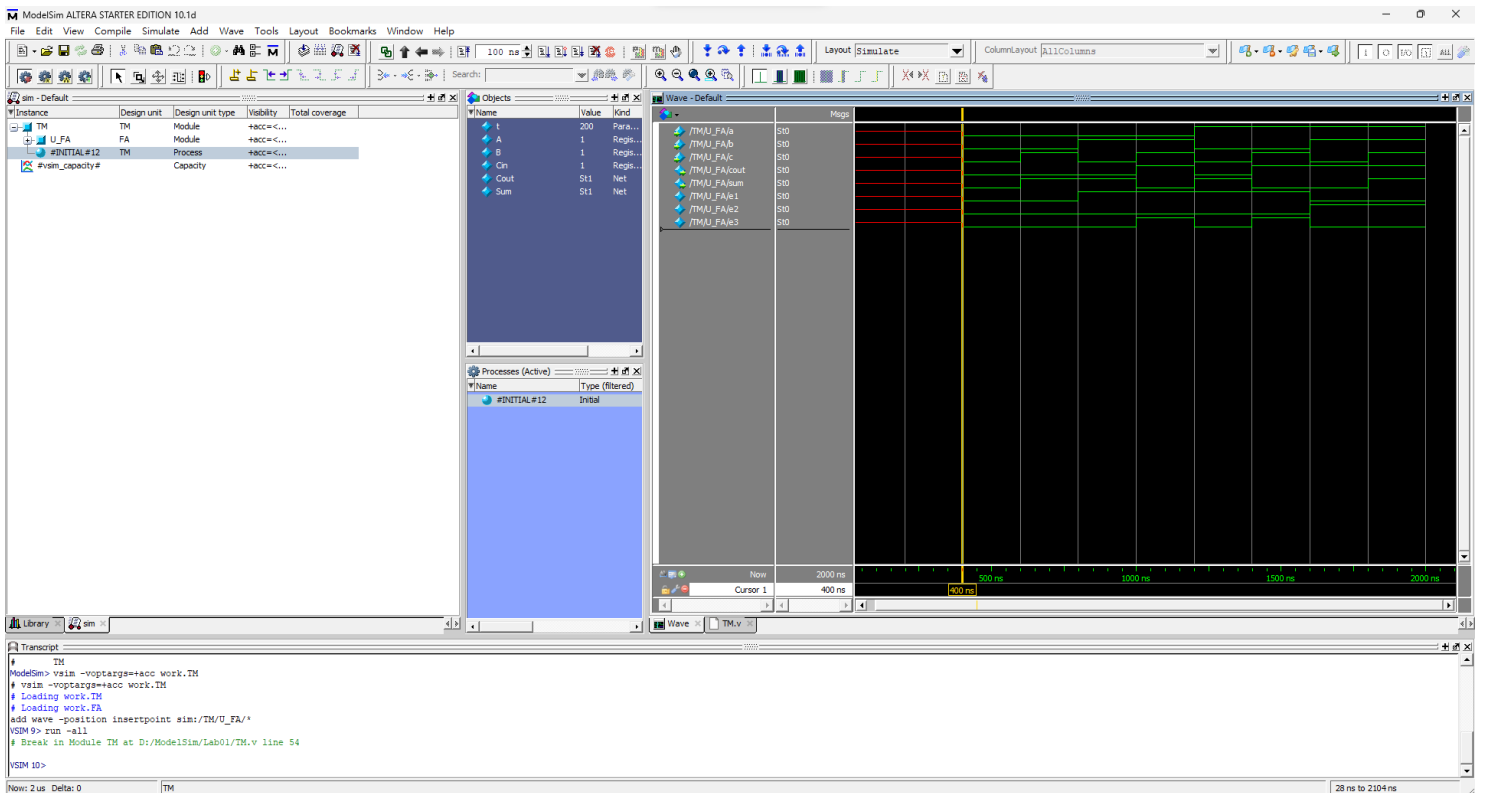 ModelSim ALTERA STARTER EDITION 10.1d
File Edit View Compile Simulate Add Wave Tools Layout Bookmarks Window Help
100 ns
Layout Simulate
ColumnLayout AllColumns
Search:
sim - Default
Instance Design unit Design unit type Visibility Total coverage
TM TM Module +acc=<...
U_FA FA Module +acc=<...
#INITIAL#12 TM Process +acc=<...
#vsim_capacity# Capacity +acc=<...
Library
sim
Objects
Name Value Kind
t 200 Para...
A 1 Regis...
B 1 Regis...
Cin 1 Regis...
Cout St1 Net
Sum St1 Net
Processes (Active)
Name Type (filtered)
#INITIAL#12 Initial
Wave - Default
Msgs
/TM/U_FA/a St0
/TM/U_FA/b St0
/TM/U_FA/c St0
/TM/U_FA/cout St0
/TM/U_FA/sum St0
/TM/U_FA/e1 St0
/TM/U_FA/e2 St0
/TM/U_FA/e3 St0
Now 2000 ns
500 ns 1000 ns 1500 ns 2000 ns
Cursor 1 400 ns
400 ns
Wave
TM.v
Transcript
# TM
ModelSim> vsim -voptargs=+acc work.TM
# vsim -voptargs=+acc work.TM
# Loading work.TM
# Loading work.FA
add wave -position insertpoint sim:/TM/U_FA/*
VSIM 9> run -all
# Break in Module TM at D:/ModelSim/Lab01/TM.v line 54
VSIM 10>
Now: 2 us Delta: 0
TM
28 ns to 2104 ns